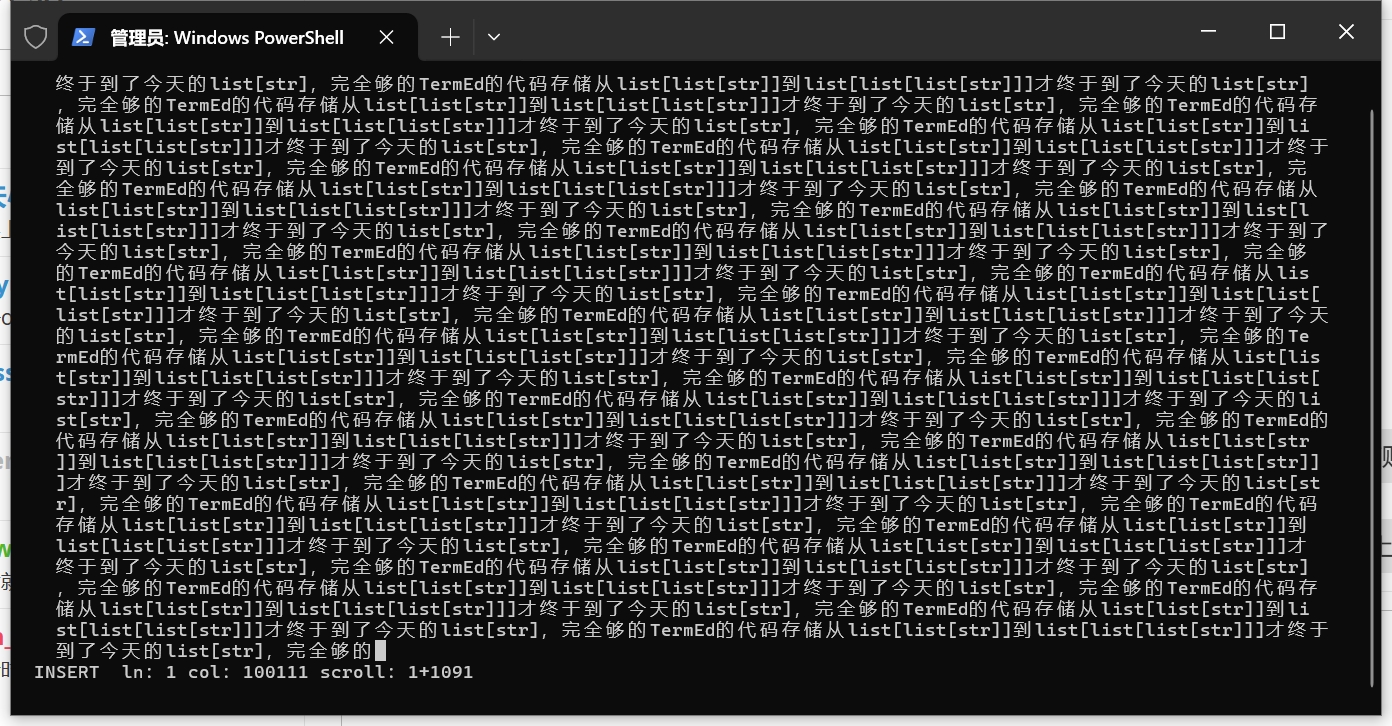 管理员: Windows PowerShell
终于到了今天的list[str]，完全够的TermEd的代码存储从list[list[str]]到list[list[list[str]]]才终于到了今天的list[str]
，完全够的TermEd的代码存储从list[list[str]]到list[list[list[str]]]才终于到了今天的list[str]，完全够的TermEd的代码存
储从list[list[str]]到list[list[list[str]]]才终于到了今天的list[str]，完全够的TermEd的代码存储从list[list[str]]到li
st[list[list[str]]]才终于到了今天的list[str]，完全够的TermEd的代码存储从list[list[str]]到list[list[list[str]]]才终于
到了今天的list[str]，完全够的TermEd的代码存储从list[list[str]]到list[list[list[str]]]才终于到了今天的list[str]，完
全够的TermEd的代码存储从list[list[str]]到list[list[list[str]]]才终于到了今天的list[str]，完全够的TermEd的代码存储从
list[list[str]]到list[list[list[str]]]才终于到了今天的list[str]，完全够的TermEd的代码存储从list[list[str]]到list[l
ist[list[str]]]才终于到了今天的list[str]，完全够的TermEd的代码存储从list[list[str]]到list[list[list[str]]]才终于到了
今天的list[str]，完全够的TermEd的代码存储从list[list[str]]到list[list[list[str]]]才终于到了今天的list[str]，完全够
的TermEd的代码存储从list[list[str]]到list[list[list[str]]]才终于到了今天的list[str]，完全够的TermEd的代码存储从lis
t[list[str]]到list[list[list[str]]]才终于到了今天的list[str]，完全够的TermEd的代码存储从list[list[str]]到list[list[
list[str]]]才终于到了今天的list[str]，完全够的TermEd的代码存储从list[list[str]]到list[list[list[str]]]才终于到了今天
的list[str]，完全够的TermEd的代码存储从list[list[str]]到list[list[list[str]]]才终于到了今天的list[str]，完全够的Te
rmEd的代码存储从list[list[str]]到list[list[list[str]]]才终于到了今天的list[str]，完全够的TermEd的代码存储从list[lis
t[str]]到list[list[list[str]]]才终于到了今天的list[str]，完全够的TermEd的代码存储从list[list[str]]到list[list[list[
str]]]才终于到了今天的list[str]，完全够的TermEd的代码存储从list[list[str]]到list[list[list[str]]]才终于到了今天的li
st[str]，完全够的TermEd的代码存储从list[list[str]]到list[list[list[str]]]才终于到了今天的list[str]，完全够的TermEd的
代码存储从list[list[str]]到list[list[list[str]]]才终于到了今天的list[str]，完全够的TermEd的代码存储从list[list[str
]]到list[list[list[str]]]才终于到了今天的list[str]，完全够的TermEd的代码存储从list[list[str]]到list[list[list[str]]
]才终于到了今天的list[str]，完全够的TermEd的代码存储从list[list[str]]到list[list[list[str]]]才终于到了今天的list[st
r]，完全够的TermEd的代码存储从list[list[str]]到list[list[list[str]]]才终于到了今天的list[str]，完全够的TermEd的代码
存储从list[list[str]]到list[list[list[str]]]才终于到了今天的list[str]，完全够的TermEd的代码存储从list[list[str]]到
list[list[list[str]]]才终于到了今天的list[str]，完全够的TermEd的代码存储从list[list[str]]到list[list[list[str]]]才
终于到了今天的list[str]，完全够的TermEd的代码存储从list[list[str]]到list[list[list[str]]]才终于到了今天的list[str]
，完全够的TermEd的代码存储从list[list[str]]到list[list[list[str]]]才终于到了今天的list[str]，完全够的TermEd的代码存
储从list[list[str]]到list[list[list[str]]]才终于到了今天的list[str]，完全够的TermEd的代码存储从list[list[str]]到li
st[list[list[str]]]才终于到了今天的list[str]，完全够的TermEd的代码存储从list[list[str]]到list[list[list[str]]]才终于
到了今天的list[str]，完全够的
INSERT ln: 1 col: 100111 scroll: 1+1091